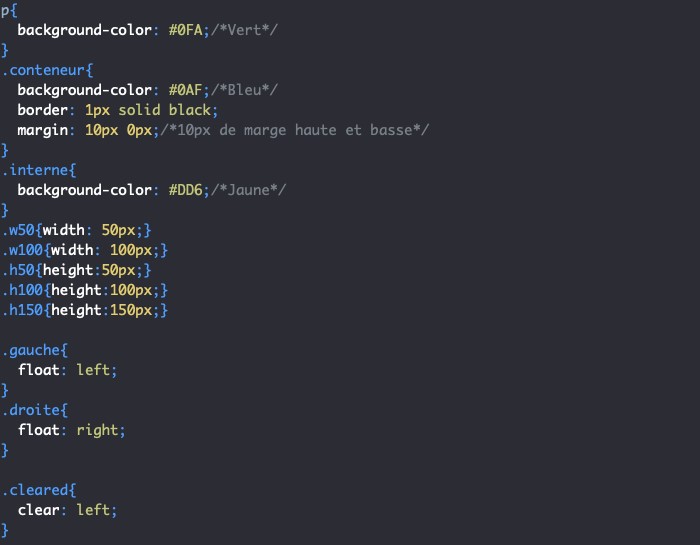 p{
  background-color: #0FA;/*Vert*/
}
.conteneur{
  background-color: #0AF;/*Bleu*/
  border: 1px solid black;
  margin: 10px 0px;/*10px de marge haute et basse*/
}
.interne{
  background-color: #DD6;/*Jaune*/
}
.w50{width: 50px;}
.w100{width: 100px;}
.h50{height:50px;}
.h100{height:100px;}
.h150{height:150px;}

.gauche{
  float: left;
}
.droite{
  float: right;
}

.cleared{
  clear: left;
}